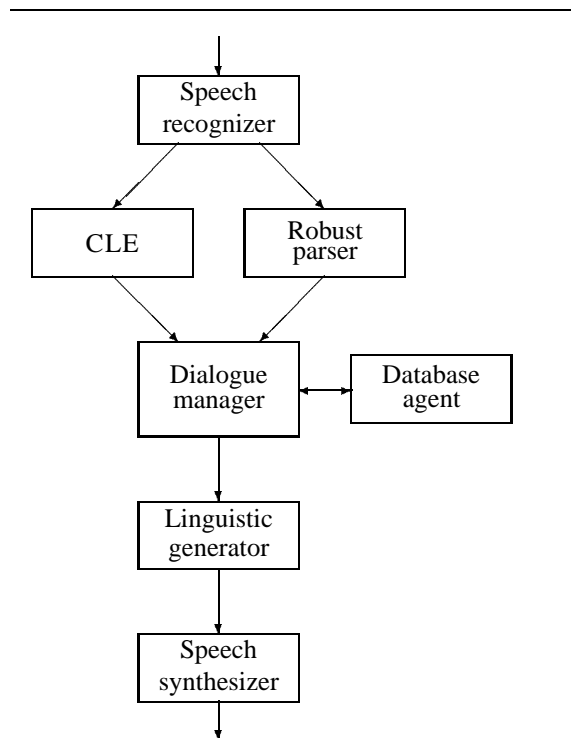 Speech
recognizer
CLE
Robust
parser
Dialogue
manager
Database
agent
Linguistic
generator
Speech
synthesizer